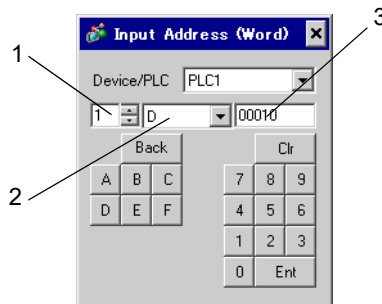 3
1
Input Address (Word)
Device/PLC PLC1
1 D 00010
Back Clr
2
A B C 7 8 9
D E F 4 5 6
1 2 3
0 Ent